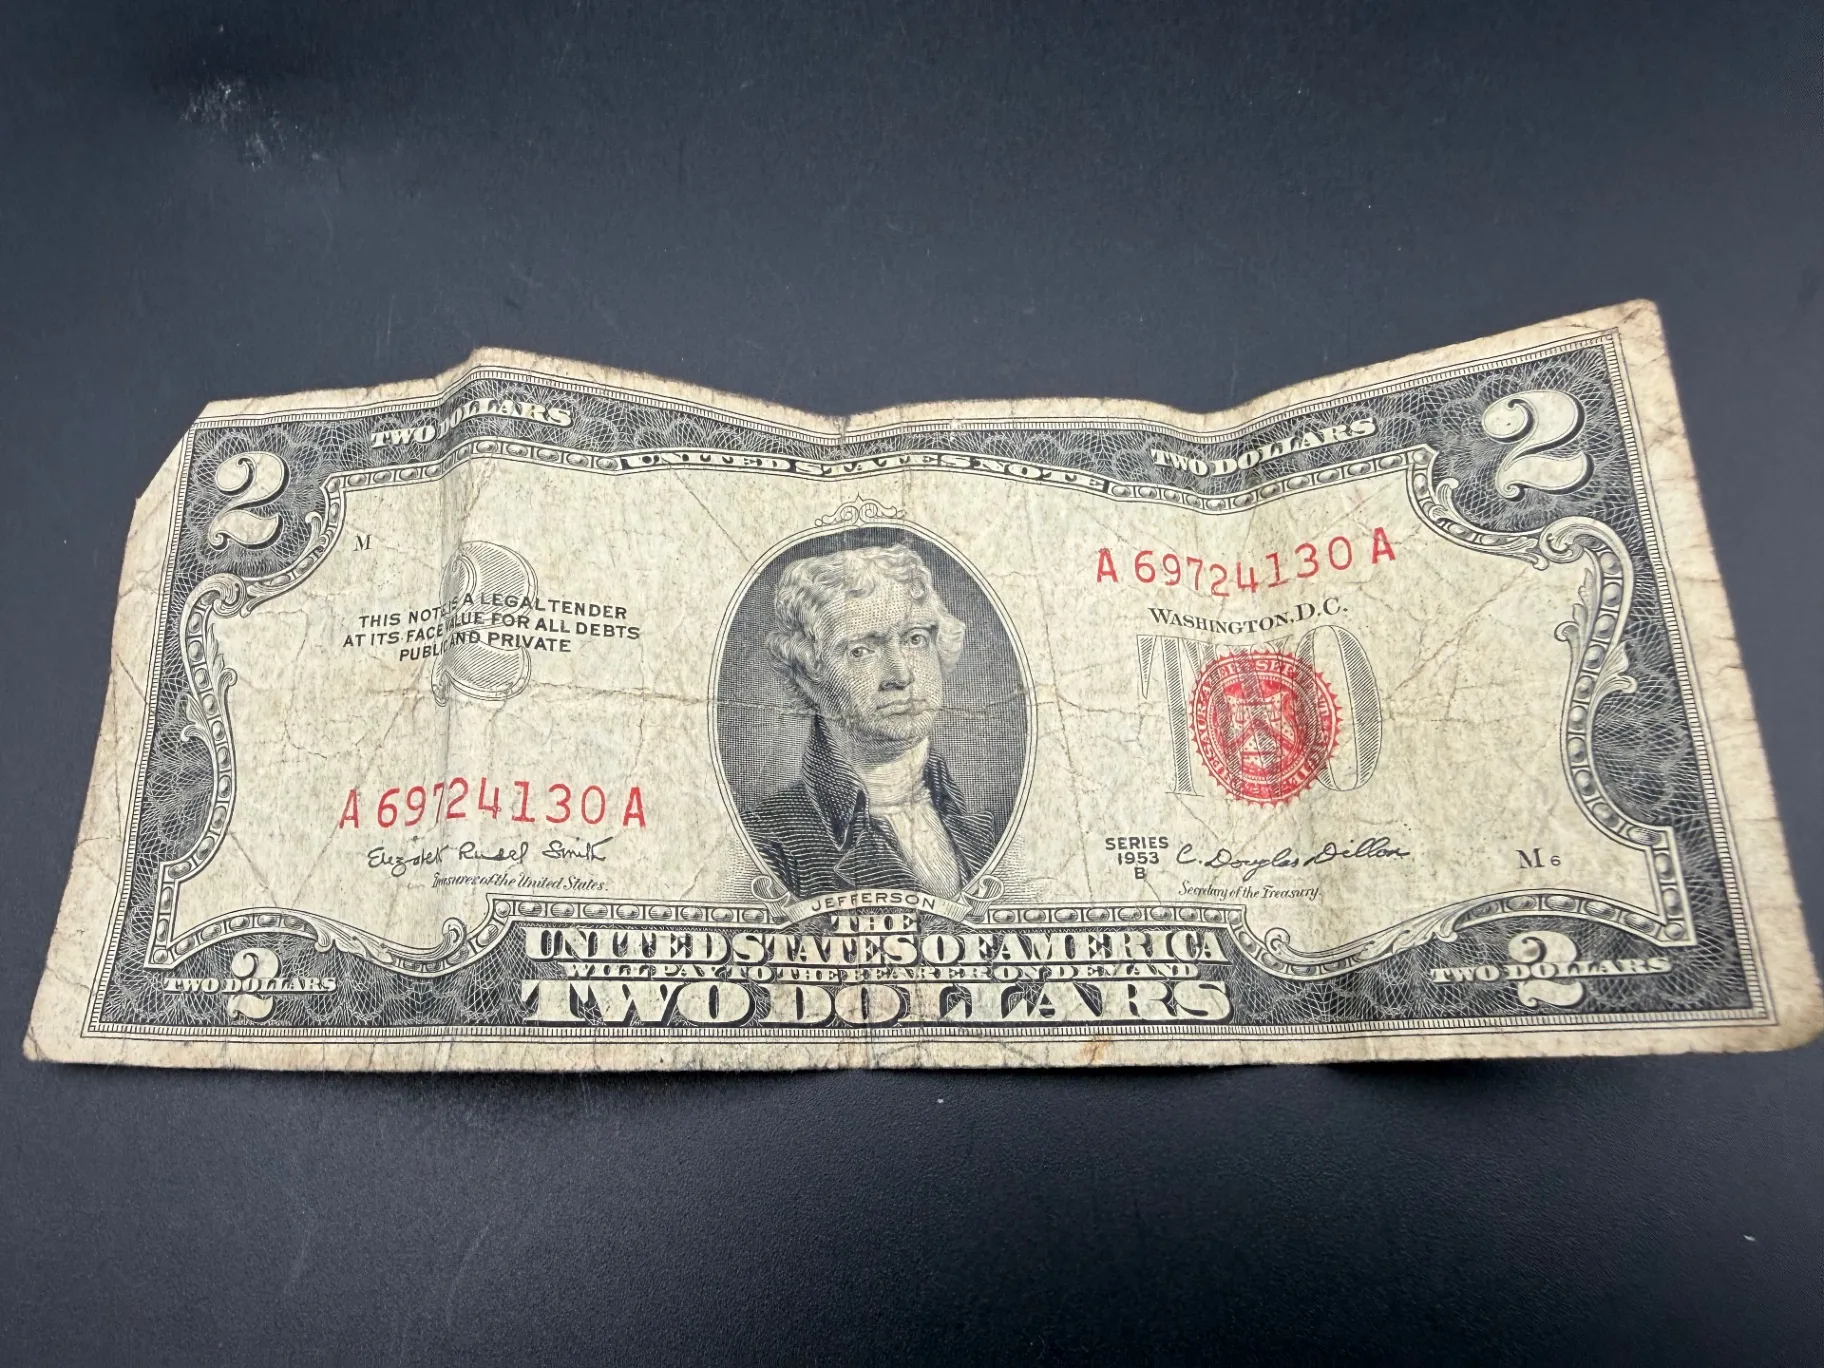 TWO DOLLARS
TWO DOLLARS
2
2
UNITED STATES NOTE
M
A 69724130 A
WASHINGTON, D.C.
THIS NOTE IS A LEGAL TENDER
AT ITS FACE VALUE FOR ALL DEBTS
PUBLIC AND PRIVATE
TWO
A 69724130 A
Elizabeth Rudel Smith
Treasurer of the United States.
SERIES
1953
B
C. Douglas Dillon
Secretary of the Treasury.
M 6
JEFFERSON
THE
UNITED STATES OF AMERICA
WILL PAY TO THE BEARER ON DEMAND
TWO DOLLARS
TWO DOLLARS
2
TWO DOLLARS
2